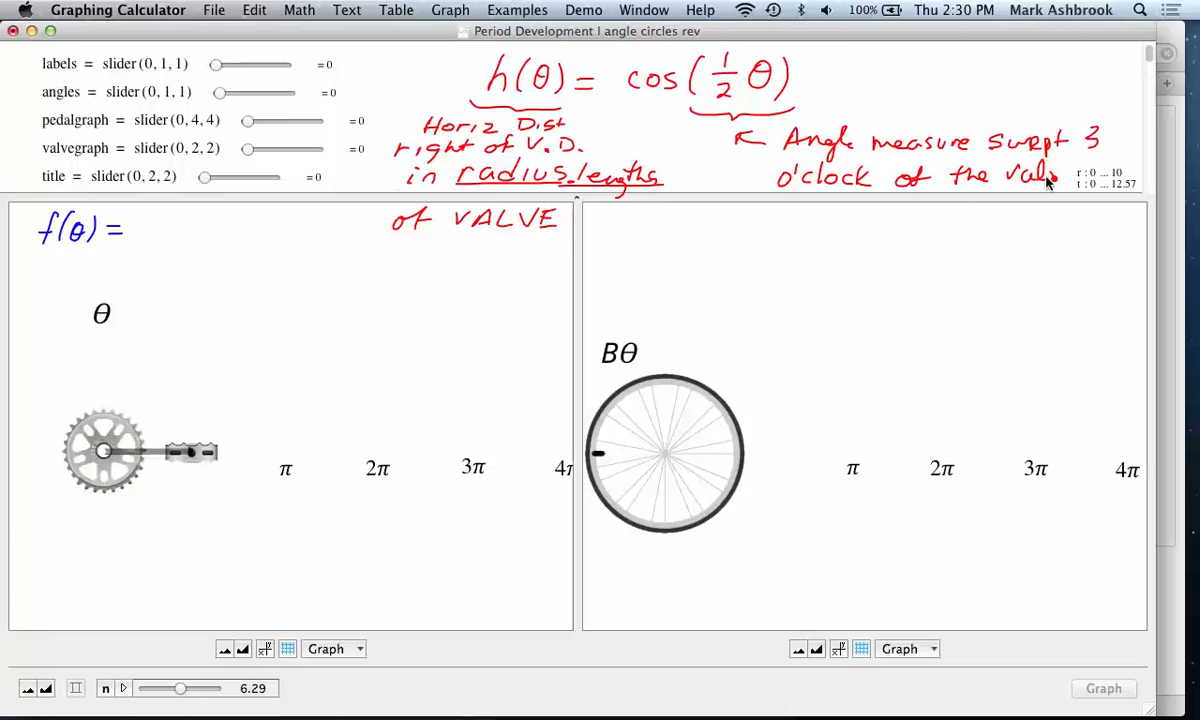 Graphing Calculator File Edit Math Text Table Graph Examples Demo Window Help 100% Thu 2:30 PM Mark Ashbrook
Period Development | angle circles rev
labels = slider (0, 1, 1) = 0
angles = slider (0, 1, 1) = 0
pedalgraph = slider (0, 4, 4) = 0
valvegraph = slider (0, 2, 2) = 0
title = slider (0, 2, 2) = 0
h(θ) = cos(1/2 θ)
Horiz Dist
right of V.D.
in radius lengths
of VALVE
Angle measure swept 3
o'clock of the
r : 0 ... 10
t : 0 ... 12.57
f(θ) =
θ
π 2π 3π
Bθ
π 2π 3π 4π
Graph
Graph
n 6.29
Graph